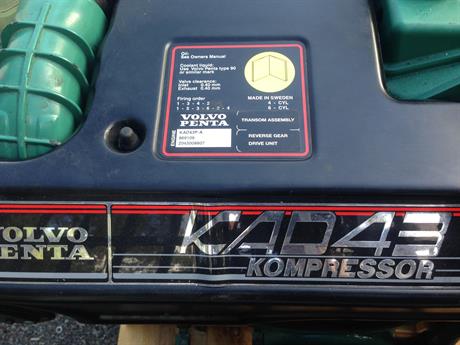 Oil:
See Owners Manual
Coolant liquid:
Use Volvo Penta type 90
or similar mark
Valve clearance:
Inlet 0.40 mm
Exhaust 0.40 mm
Firing order
1 - 3 - 4 - 2
1 - 5 - 3 - 6 - 2 - 4
MADE IN SWEDEN
4 - CYL
6 - CYL
VOLVO
PENTA
TRANSOM ASSEMBLY
KAD43P-A
869109
REVERSE GEAR
DRIVE UNIT
VOLVO
PENTA
KAD43
KOMPRESSOR